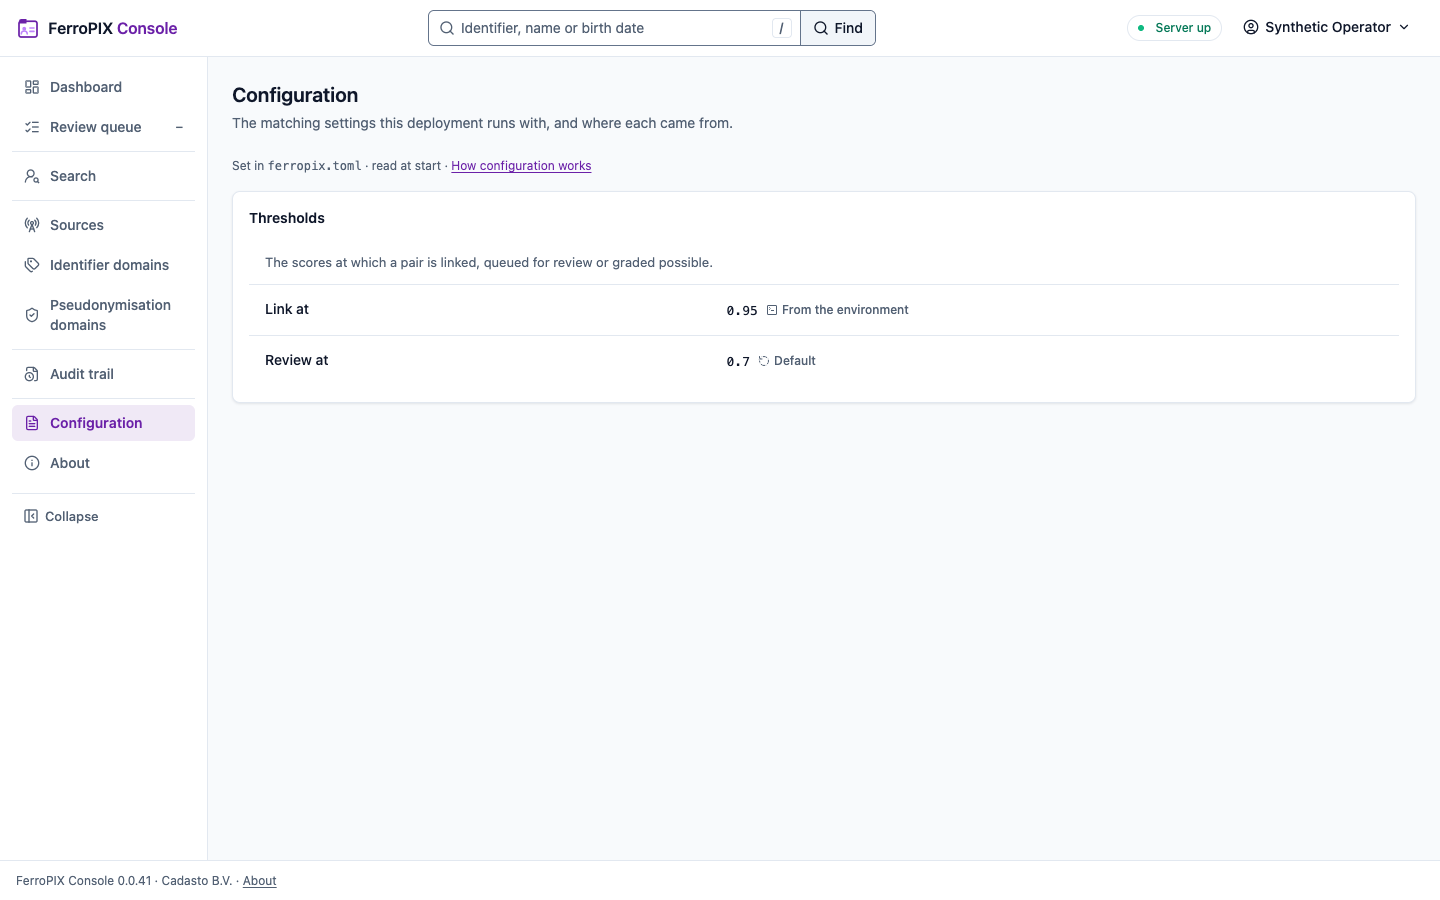 FerroPIX Console
Identifier, name or birth date
/
Find
Server up
Synthetic Operator
Dashboard
Review queue –
Search
Sources
Identifier domains
Pseudonymisation
domains
Audit trail
Configuration
About
Collapse
Configuration
The matching settings this deployment runs with, and where each came from.
Set in ferropix.toml · read at start · How configuration works
Thresholds
The scores at which a pair is linked, queued for review or graded possible.
Link at 0.95 From the environment
Review at 0.7 Default
FerroPIX Console 0.0.41 · Cadasto B.V. · About